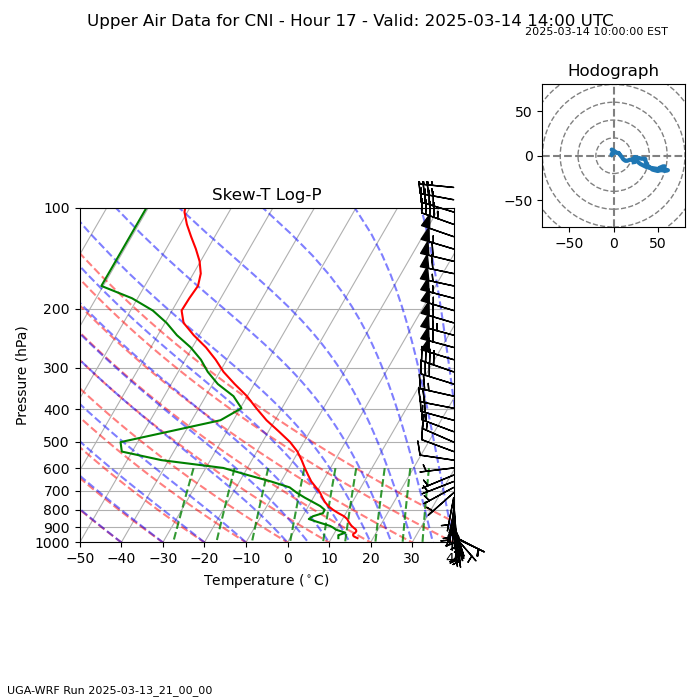 Upper Air Data for CNI - Hour 17 - Valid: 2025-03-14 14:00 UTC
2025-03-14 10:00:00 EST
Hodograph
50
0
−50
−50 0 50
Skew-T Log-P
100
200
300
400
500
600
700
800
900
1000
Pressure (hPa)
−50 −40 −30 −20 −10 0 10 20 30 40
Temperature (°C)
UGA-WRF Run 2025-03-13_21_00_00